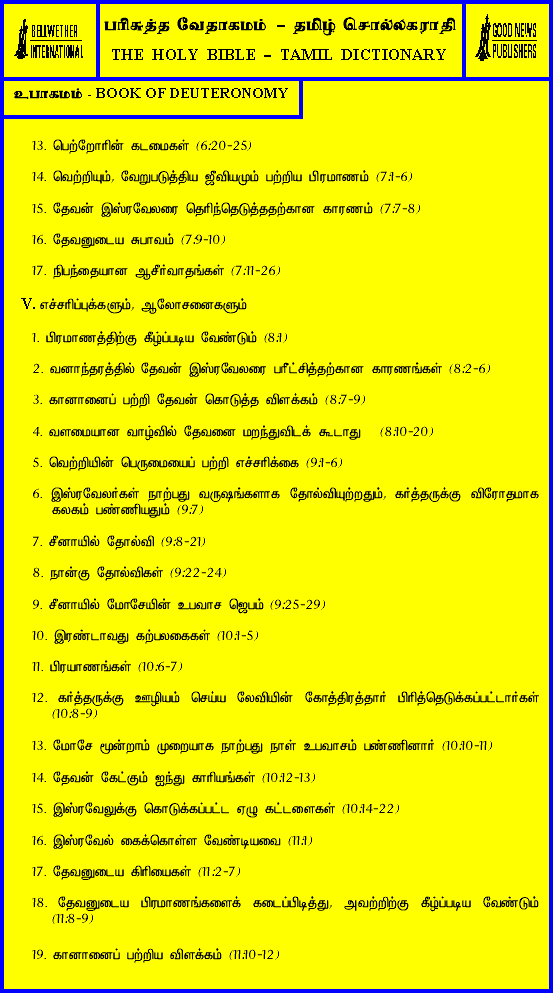 BELLWETHER
INTERNATIONAL
பரிசுத்த வேதாகமம் – தமிழ் சொல்லகராதி
THE HOLY BIBLE – TAMIL DICTIONARY
GOOD NEWS
PUBLISHERS
உபாகமம் - BOOK OF DEUTERONOMY
13. பெற்றோரின் கடமைகள் (6:20-25)
14. வெற்றியும், வேறுபடுத்திய ஜீவியமும் பற்றிய பிரமாணம் (7:1-6)
15. தேவன் இஸ்ரவேலரை தெரிந்தெடுத்ததற்கான காரணம் (7:7-8)
16. தேவனுடைய சுபாவம் (7:9-10)
17. நிபந்தையான ஆசீர்வாதங்கள் (7:11-26)
V. எச்சரிப்புக்களும், ஆலோசனைகளும்
1. பிரமாணத்திற்கு கீழ்ப்படிய வேண்டும் (8:1)
2. வனாந்தரத்தில் தேவன் இஸ்ரவேலரை பரீட்சித்தற்கான காரணங்கள் (8:2-6)
3. கானானைப் பற்றி தேவன் கொடுத்த விளக்கம் (8:7-9)
4. வளமையான வாழ்வில் தேவனை மறந்துவிடக் கூடாது (8:10-20)
5. வெற்றியின் பெருமையைப் பற்றி எச்சரிக்கை (9:1-6)
6. இஸ்ரவேலர்கள் நாற்பது வருஷங்களாக தோல்வியுற்றதும், கர்த்தருக்கு விரோதமாக
கலகம் பண்ணியதும் (9:7)
7. சீனாயில் தோல்வி (9:8-21)
8. நான்கு தோல்விகள் (9:22-24)
9. சீனாயில் மோசேயின் உபவாச ஜெபம் (9:25-29)
10. இரண்டாவது கற்பலகைகள் (10:1-5)
11. பிரயாணங்கள் (10:6-7)
12. கர்த்தருக்கு ஊழியம் செய்ய லேவியின் கோத்திரத்தார் பிரித்தெடுக்கப்பட்டார்கள்
(10:8-9)
13. மோசே மூன்றாம் முறையாக நாற்பது நாள் உபவாசம் பண்ணினார் (10:10-11)
14. தேவன் கேட்கும் ஐந்து காரியங்கள் (10:12-13)
15. இஸ்ரவேலுக்கு கொடுக்கப்பட்ட ஏழு கட்டளைகள் (10:14-22)
16. இஸ்ரவேல் கைக்கொள்ள வேண்டியவை (11:1)
17. தேவனுடைய கிரியைகள் (11:2-7)
18. தேவனுடைய பிரமாணங்களைக் கடைப்பிடித்து, அவற்றிற்கு கீழ்ப்படிய வேண்டும்
(11:8-9)
19. கானானைப் பற்றிய விளக்கம் (11:10-12)